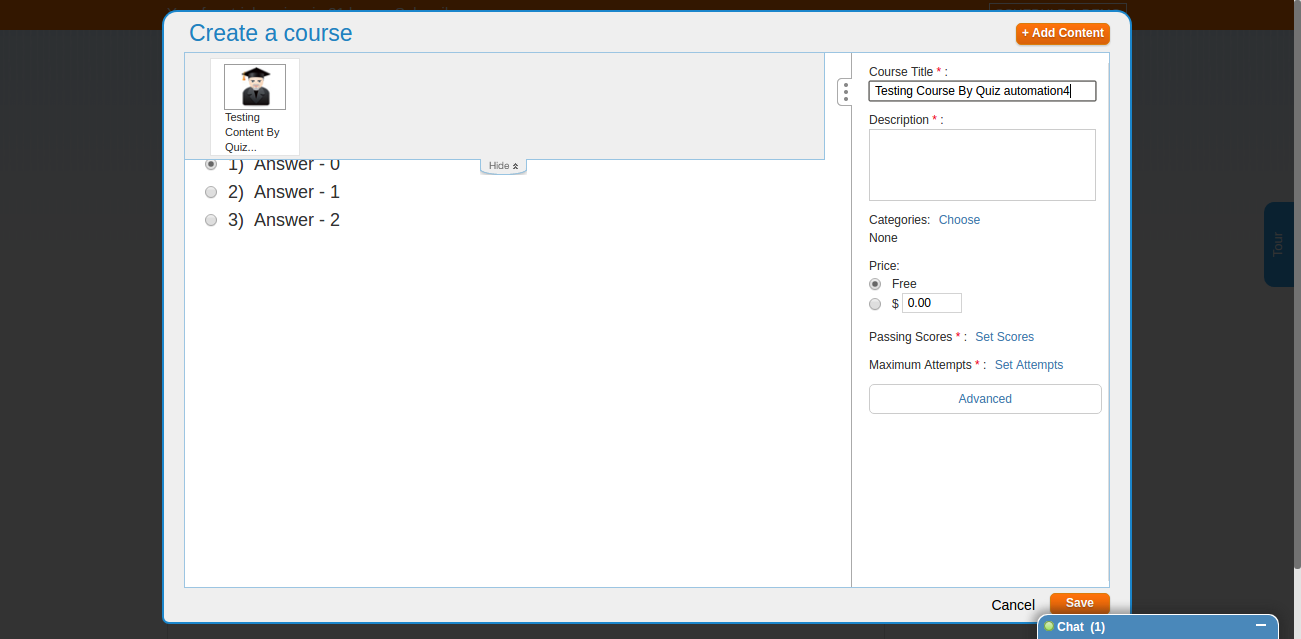 Create a course
+ Add Content
Testing
Content By
Quiz...
1) Answer - 0
Hide
2) Answer - 1
3) Answer - 2
Course Title * :
Testing Course By Quiz automation4
Description * :
Categories: Choose
None
Price:
Free
$ 0.00
Passing Scores * : Set Scores
Maximum Attempts * : Set Attempts
Advanced
Tour
Cancel
Save
Chat (1)